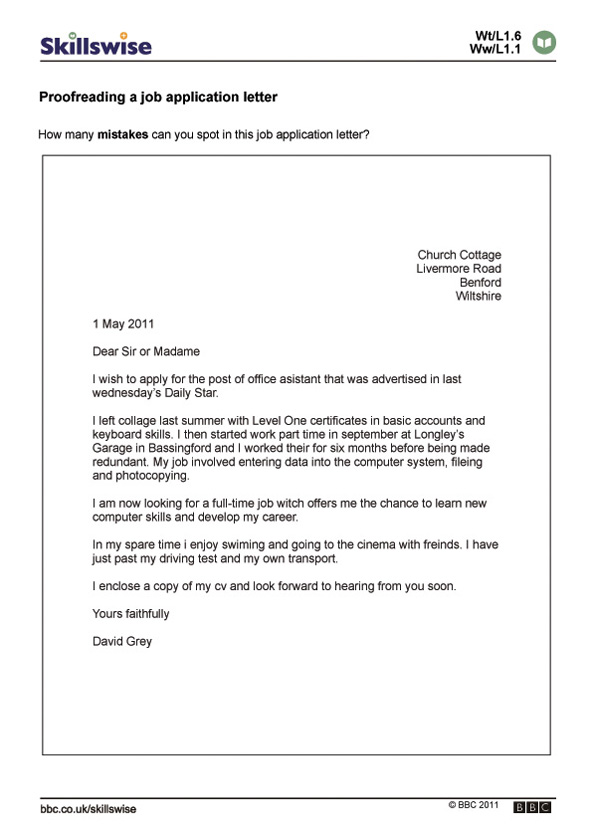 Skillswise
Wt/L1.6
Ww/L1.1
Proofreading a job application letter
How many mistakes can you spot in this job application letter?
Church Cottage
Livermore Road
Benford
Wiltshire
1 May 2011
Dear Sir or Madame
I wish to apply for the post of office asistant that was advertised in last
wednesday's Daily Star.
I left collage last summer with Level One certificates in basic accounts and
keyboard skills. I then started work part time in september at Longley's
Garage in Bassingford and I worked their for six months before being made
redundant. My job involved entering data into the computer system, fileing
and photocopying.
I am now looking for a full-time job witch offers me the chance to learn new
computer skills and develop my career.
In my spare time i enjoy swiming and going to the cinema with freinds. I have
just past my driving test and my own transport.
I enclose a copy of my cv and look forward to hearing from you soon.
Yours faithfully
David Grey
bbc.co.uk/skillswise
© BBC 2011
BBC